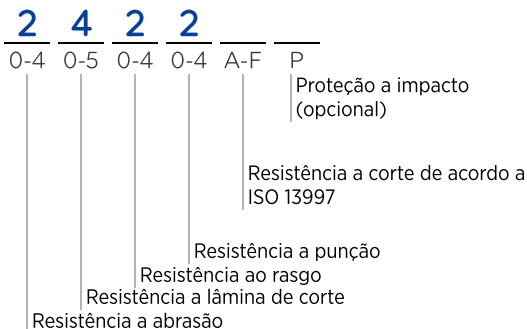 2 4 2 2
0-4 0-5 0-4 0-4 A-F P
Proteção a impacto
(opcional)
Resistência a corte de acordo a
ISO 13997
Resistência a punção
Resistência ao rasgo
Resistência a lâmina de corte
Resistência a abrasão